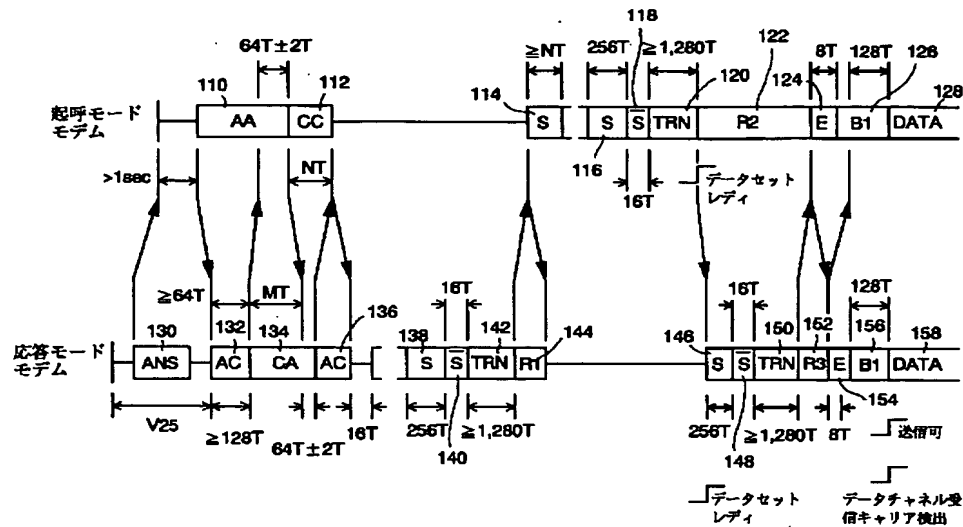 118
64T±2T
112
≧NT
256T
≧1,280T
120
122
8T
128T
126
110
114
124
128
起呼モード
モデム
AA
CC
S
S
S̅
TRN
R2
E
B1
DATA
116
>1sec
NT
16T
データセット
レディ
≧64T
MT
136
16T
16T
128T
130
132
134
138
142
144
146
150
152
156
158
応答モード
モデム
ANS
AC
CA
AC
S
S̅
TRN
R1
S
S̅
TRN
R3
E
B1
DATA
154
V25
≧128T
64T±2T
16T
256T
140
≧1,280T
256T
148
≧1,280T
8T
送信可
データセット
レディ
データチャネル受
信キャリア検出